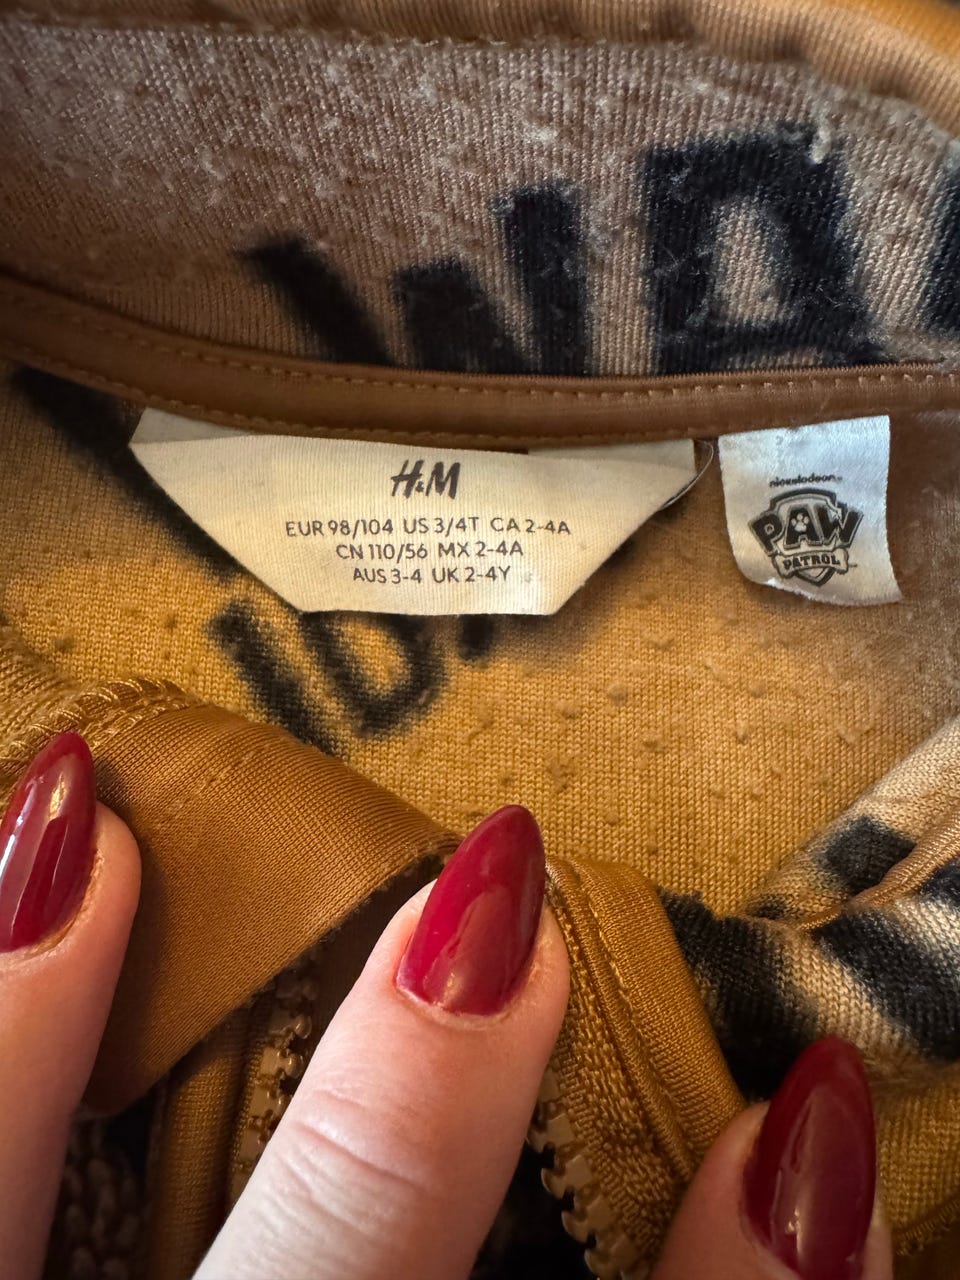 H&M
EUR 98/104 US 3/4T CA 2-4A
CN 110/56 MX 2-4A
AUS 3-4 UK 2-4Y
nickelodeon
PAW
PATROL